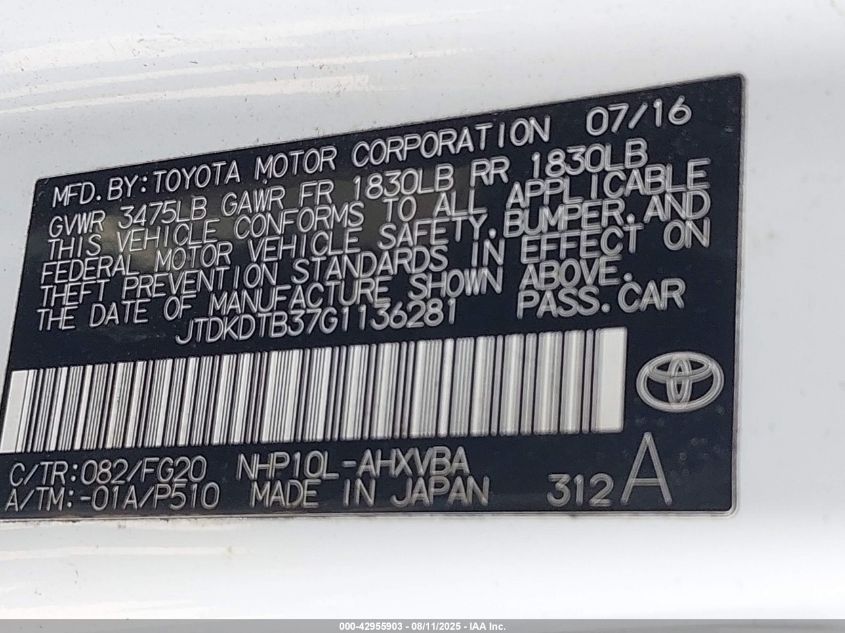 MFD. BY: TOYOTA MOTOR CORPORATION 07/16
GVWR 3475LB GAWR FR 1830LB RR 1830LB
THIS VEHICLE CONFORMS TO ALL APPLICABLE
FEDERAL MOTOR VEHICLE SAFETY, BUMPER, AND
THEFT PREVENTION STANDARDS IN EFFECT ON
THE DATE OF MANUFACTURE SHOWN ABOVE.
JTDKDTB37G1136281 PASS. CAR
C/TR: 082/FG20 NHP10L-AHXVBA
A/TM: -01A/P510 MADE IN JAPAN 312 A
000-42955903 - 08/11/2025 - IAA Inc.